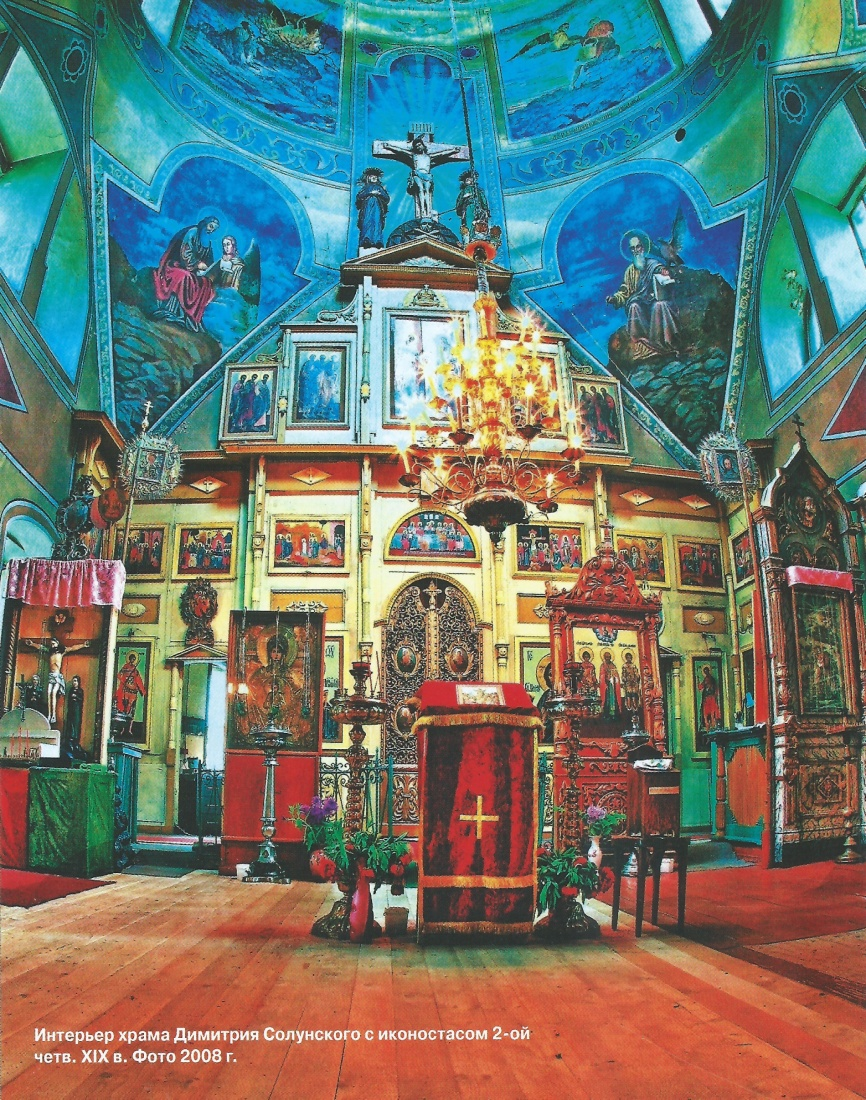 Интерьер храма Димитрия Солунского с иконостасом 2-ой
четв. XIX в. Фото 2008 г.